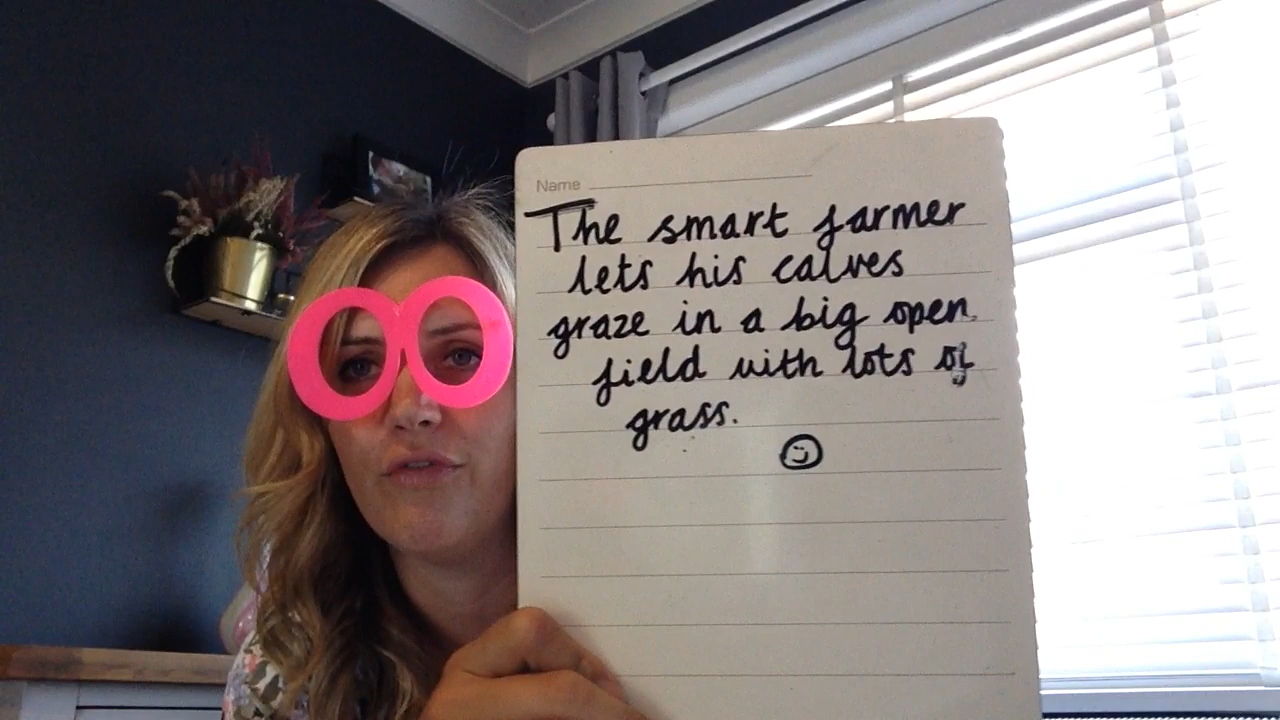 Name
The smart farmer
lets his calves
graze in a big open
field with lots of
grass.